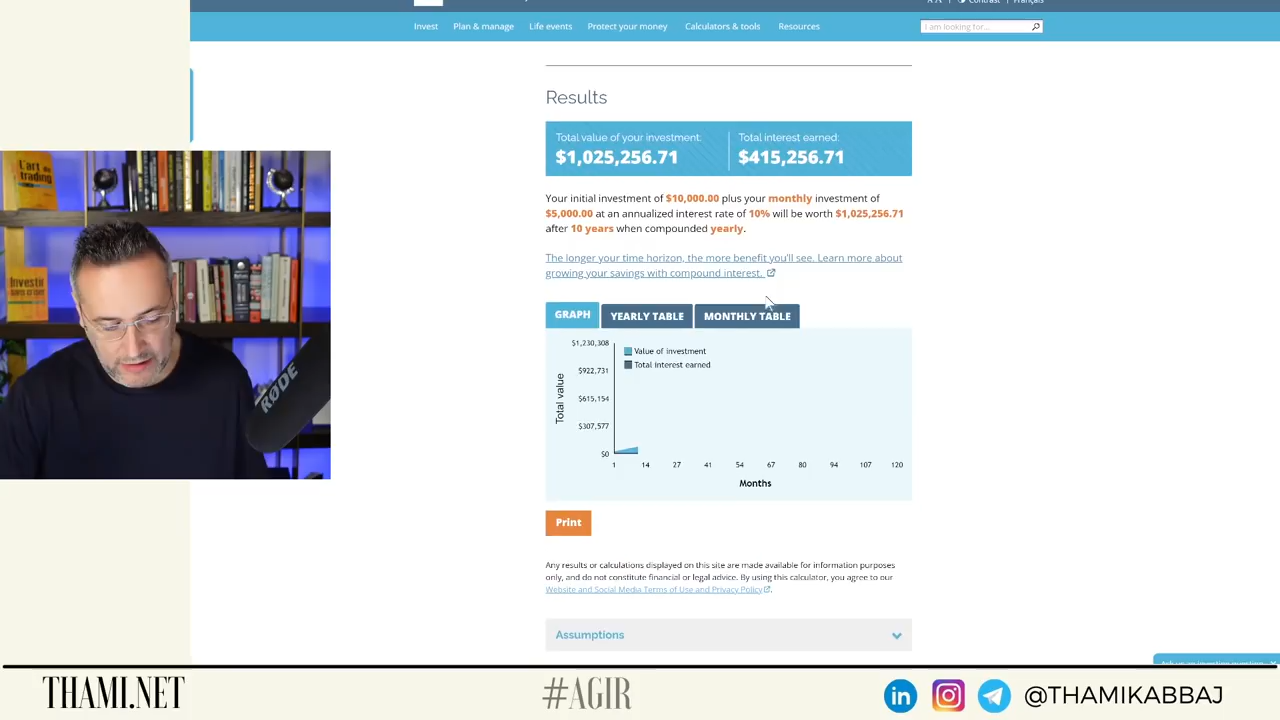 Contrast | Français
Invest Plan & manage Life events Protect your money Calculators & tools Resources
I am looking for...
Results
Total value of your investment: Total interest earned:
$1,025,256.71 $415,256.71
Your initial investment of $10,000.00 plus your monthly investment of
$5,000.00 at an annualized interest rate of 10% will be worth $1,025,256.71
after 10 years when compounded yearly.
The longer your time horizon, the more benefit you'll see. Learn more about
growing your savings with compound interest.
GRAPH YEARLY TABLE MONTHLY TABLE
Total value
$1,230,308
$922,731
$615,154
$307,577
$0
Value of investment
Total interest earned
1 14 27 41 54 67 80 94 107 120
Months
Print
Any results or calculations displayed on this site are made available for information purposes
only, and do not constitute financial or legal advice. By using this calculator, you agree to our
Website and Social Media Terms of Use and Privacy Policy.
Assumptions
L'art du
trading
Investir
RØDE
THAMI.NET #AGIR in @THAMIKABBAJ